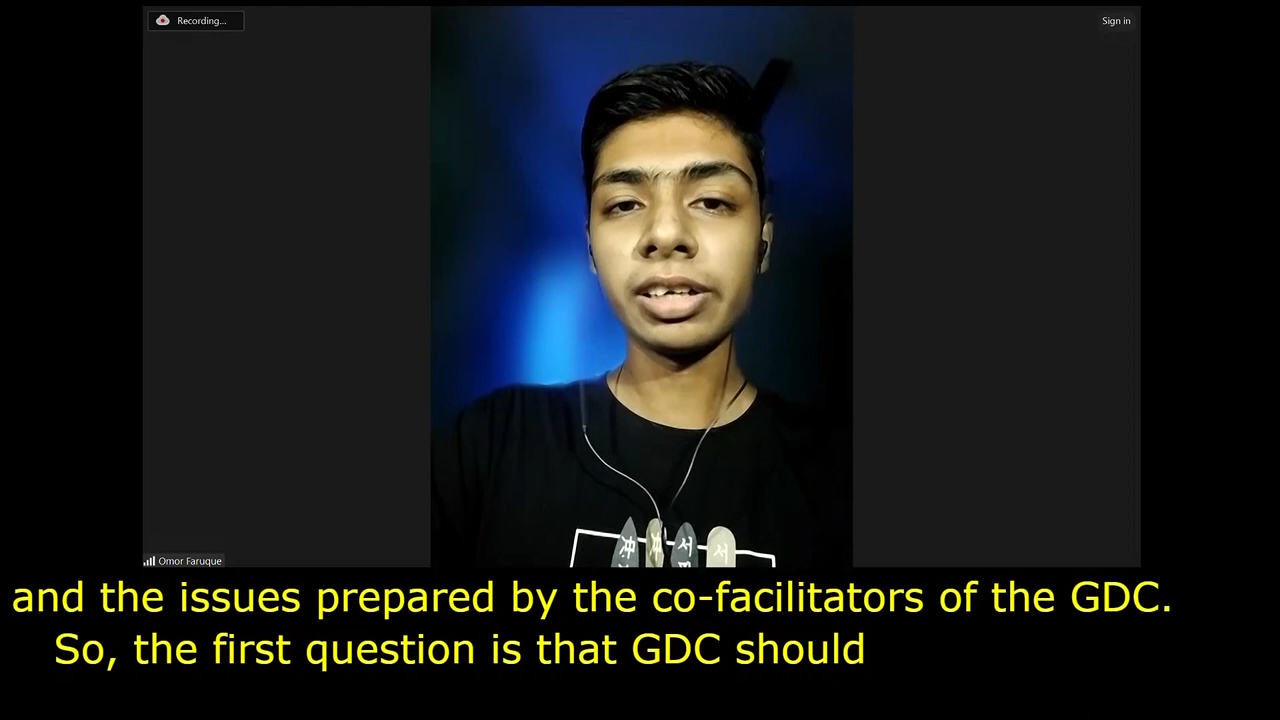 Recording...
Sign in
Omor Faruque
and the issues prepared by the co-facilitators of the GDC.
So, the first question is that GDC should